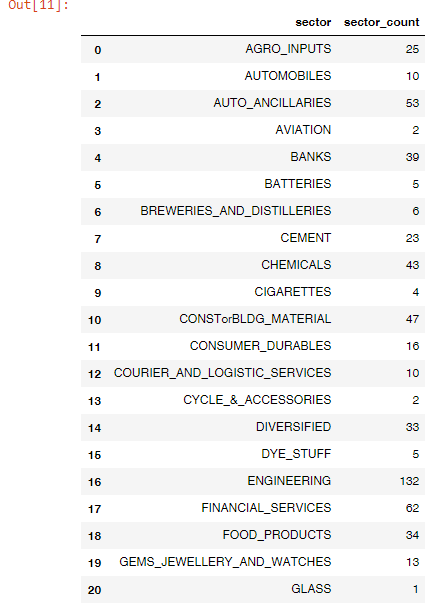 Out[11]:
sector sector_count
0 AGRO_INPUTS 25
1 AUTOMOBILES 10
2 AUTO_ANCILLARIES 53
3 AVIATION 2
4 BANKS 39
5 BATTERIES 5
6 BREWERIES_AND_DISTILLERIES 6
7 CEMENT 23
8 CHEMICALS 43
9 CIGARETTES 4
10 CONSTorBLDG_MATERIAL 47
11 CONSUMER_DURABLES 16
12 COURIER_AND_LOGISTIC_SERVICES 10
13 CYCLE_&_ACCESSORIES 2
14 DIVERSIFIED 33
15 DYE_STUFF 5
16 ENGINEERING 132
17 FINANCIAL_SERVICES 62
18 FOOD_PRODUCTS 34
19 GEMS_JEWELLERY_AND_WATCHES 13
20 GLASS 1